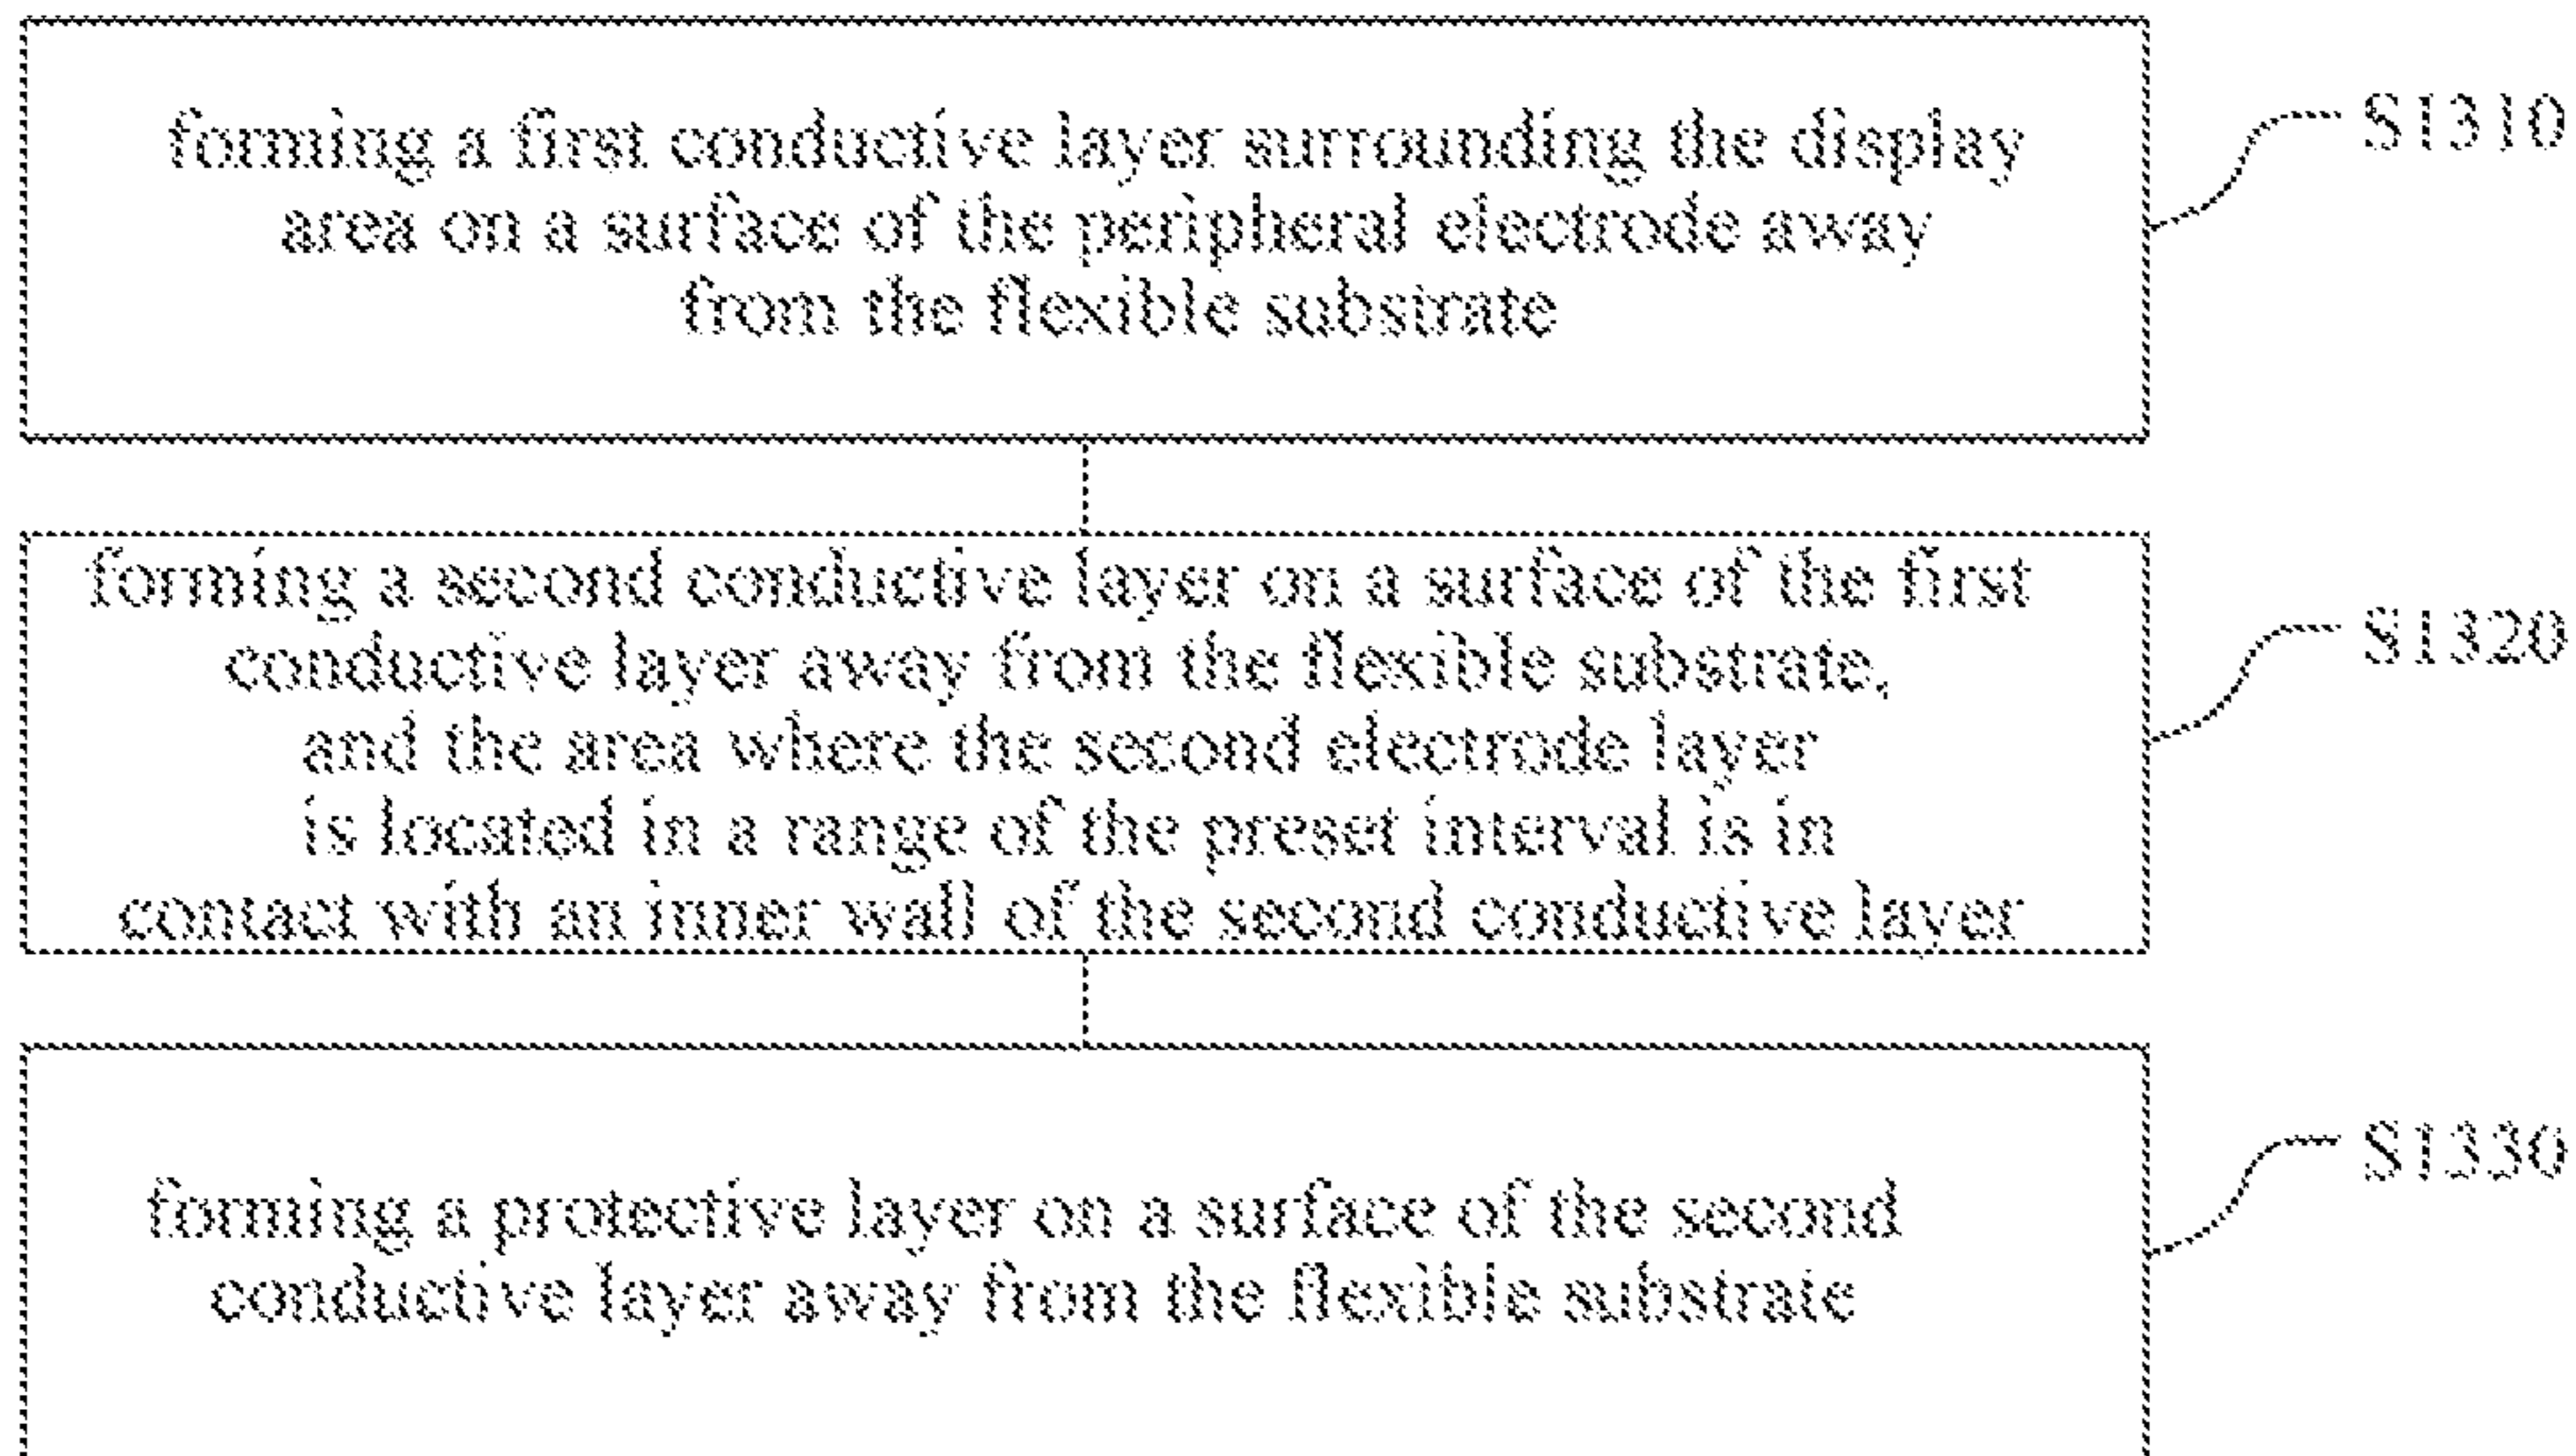 forming a first conductive layer surrounding the display
area on a surface of the peripheral electrode away
from the flexible substrate
S1310
forming a second conductive layer on a surface of the first
conductive layer away from the flexible substrate,
and the area where the second electrode layer
is located in a range of the preset interval is in
contact with an inner wall of the second conductive layer
S1320
forming a protective layer on a surface of the second
conductive layer away from the flexible substrate
S1330